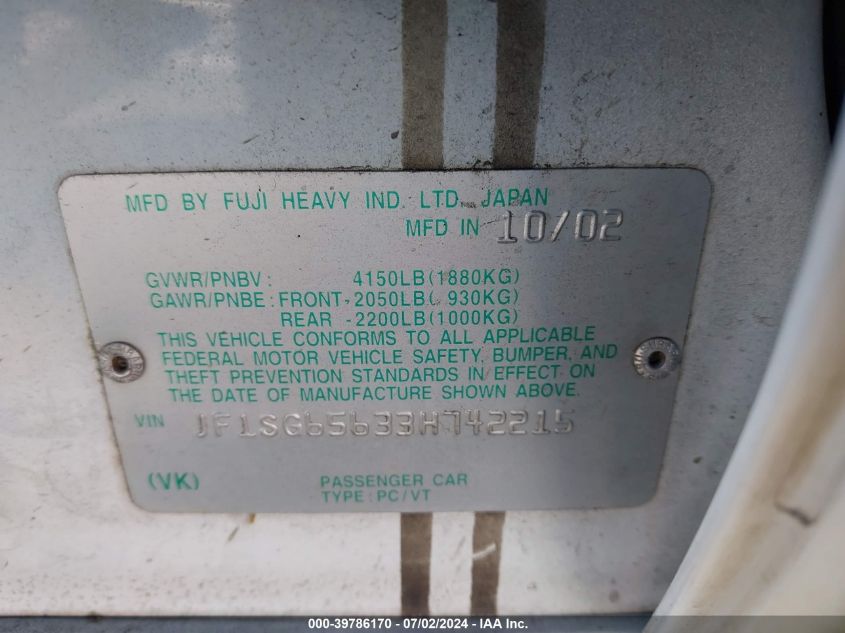 MFD BY FUJI HEAVY IND. LTD. JAPAN
MFD IN 10/02
GVWR/PNBV : 4150LB(1880KG)
GAWR/PNBE : FRONT-2050LB( 930KG)
REAR -2200LB(1000KG)
THIS VEHICLE CONFORMS TO ALL APPLICABLE
FEDERAL MOTOR VEHICLE SAFETY, BUMPER, AND
THEFT PREVENTION STANDARDS IN EFFECT ON
THE DATE OF MANUFACTURE SHOWN ABOVE.
VIN JF1SG65633H742215
(VK) PASSENGER CAR
TYPE : PC/VT
000-39786170 - 07/02/2024 - ©IAA Inc.